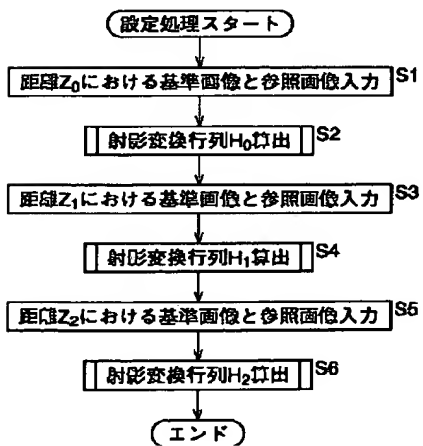 設定処理スタート
距離Z₀における基準画像と参照画像入力 S1
射影変換行列H₀算出 S2
距離Z₁における基準画像と参照画像入力 S3
射影変換行列H₁算出 S4
距離Z₂における基準画像と参照画像入力 S5
射影変換行列H₂算出 S6
エンド